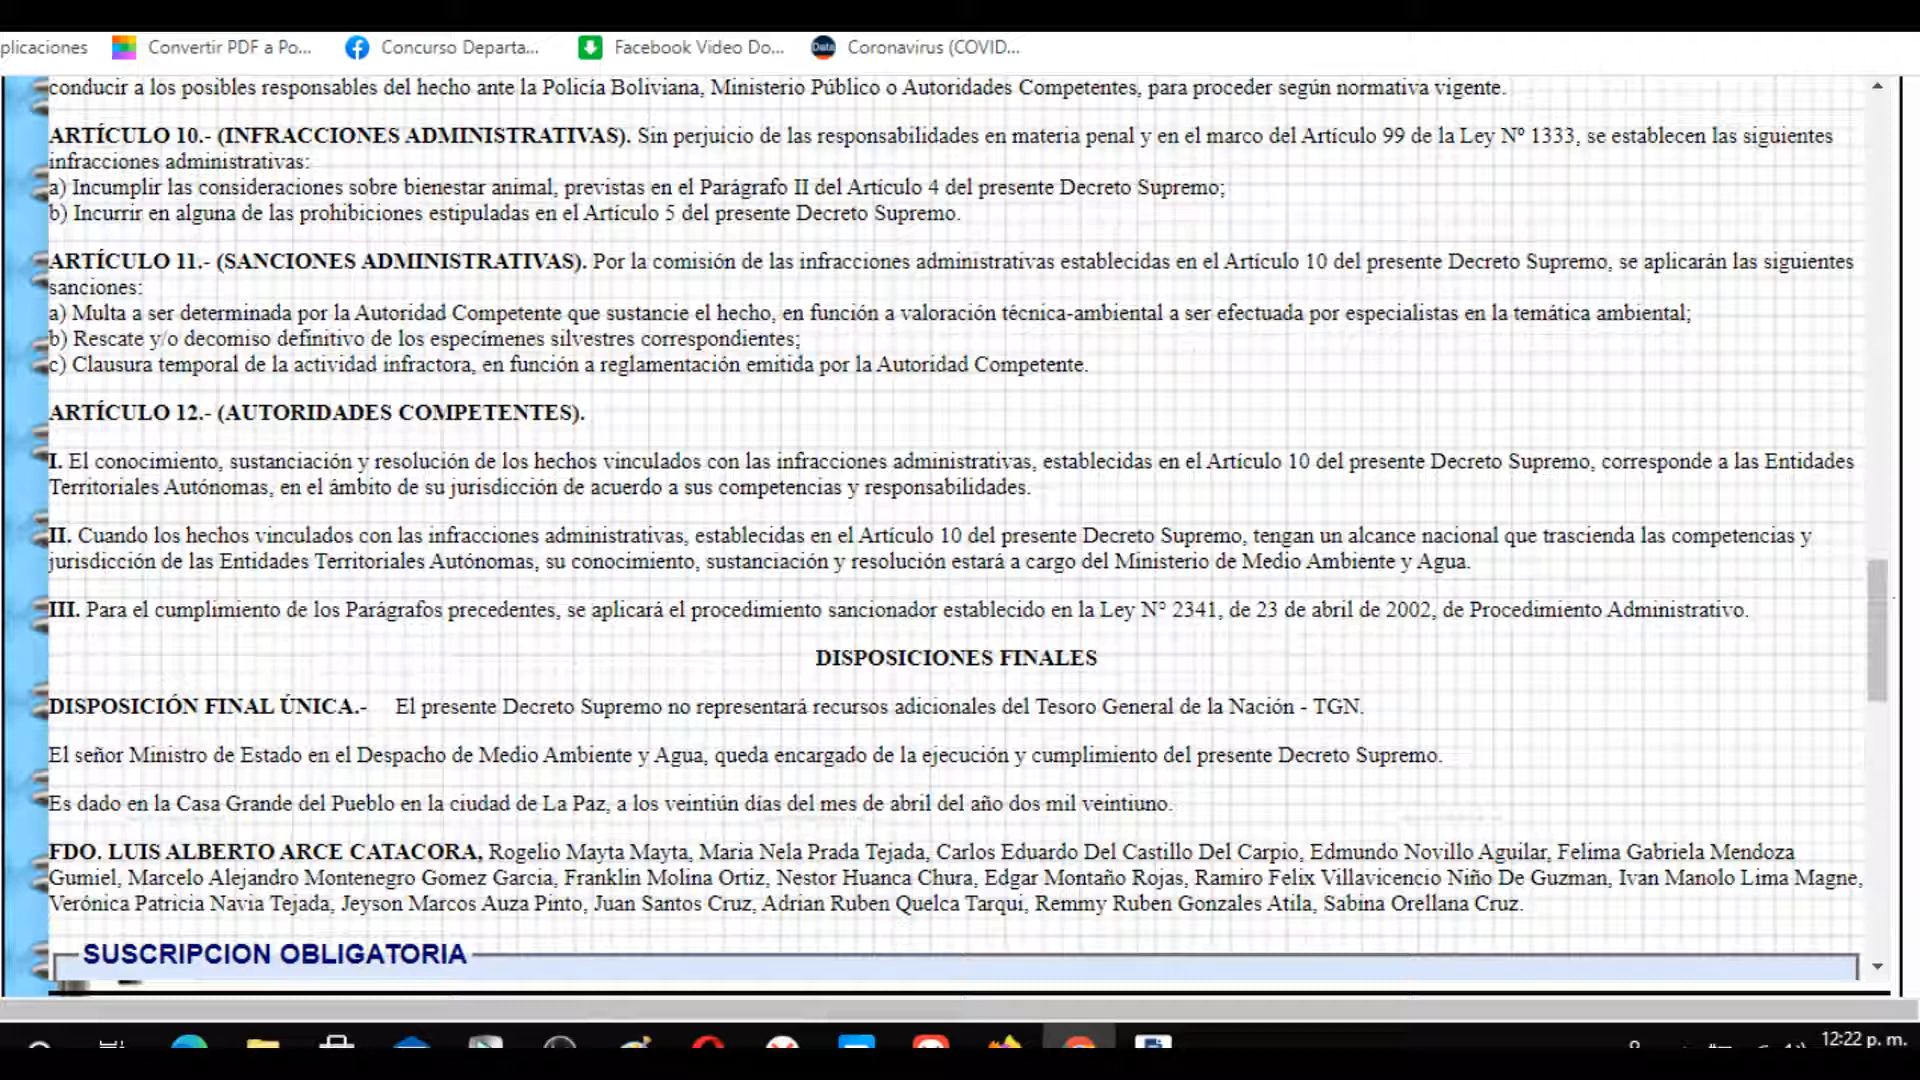 plicaciones Convertir PDF a Po... Concurso Departa... Facebook Video Do... Data Coronavirus (COVID...
conducir a los posibles responsables del hecho ante la Policía Boliviana, Ministerio Público o Autoridades Competentes, para proceder según normativa vigente.
ARTÍCULO 10.- (INFRACCIONES ADMINISTRATIVAS). Sin perjuicio de las responsabilidades en materia penal y en el marco del Artículo 99 de la Ley Nº 1333, se establecen las siguientes
infracciones administrativas:
a) Incumplir las consideraciones sobre bienestar animal, previstas en el Parágrafo II del Artículo 4 del presente Decreto Supremo;
b) Incurrir en alguna de las prohibiciones estipuladas en el Artículo 5 del presente Decreto Supremo.
ARTÍCULO 11.- (SANCIONES ADMINISTRATIVAS). Por la comisión de las infracciones administrativas establecidas en el Artículo 10 del presente Decreto Supremo, se aplicarán las siguientes
sanciones:
a) Multa a ser determinada por la Autoridad Competente que sustancie el hecho, en función a valoración técnica-ambiental a ser efectuada por especialistas en la temática ambiental;
b) Rescate y/o decomiso definitivo de los especímenes silvestres correspondientes;
c) Clausura temporal de la actividad infractora, en función a reglamentación emitida por la Autoridad Competente.
ARTÍCULO 12.- (AUTORIDADES COMPETENTES).
I. El conocimiento, sustanciación y resolución de los hechos vinculados con las infracciones administrativas, establecidas en el Artículo 10 del presente Decreto Supremo, corresponde a las Entidades
Territoriales Autónomas, en el ámbito de su jurisdicción de acuerdo a sus competencias y responsabilidades.
II. Cuando los hechos vinculados con las infracciones administrativas, establecidas en el Artículo 10 del presente Decreto Supremo, tengan un alcance nacional que trascienda las competencias y
jurisdicción de las Entidades Territoriales Autónomas, su conocimiento, sustanciación y resolución estará a cargo del Ministerio de Medio Ambiente y Agua.
III. Para el cumplimiento de los Parágrafos precedentes, se aplicará el procedimiento sancionador establecido en la Ley N° 2341, de 23 de abril de 2002, de Procedimiento Administrativo.
DISPOSICIONES FINALES
DISPOSICIÓN FINAL ÚNICA.- El presente Decreto Supremo no representará recursos adicionales del Tesoro General de la Nación - TGN.
El señor Ministro de Estado en el Despacho de Medio Ambiente y Agua, queda encargado de la ejecución y cumplimiento del presente Decreto Supremo.
Es dado en la Casa Grande del Pueblo en la ciudad de La Paz, a los veintiún días del mes de abril del año dos mil veintiuno.
FDO. LUIS ALBERTO ARCE CATACORA, Rogelio Mayta Mayta, Maria Nela Prada Tejada, Carlos Eduardo Del Castillo Del Carpio, Edmundo Novillo Aguilar, Felima Gabriela Mendoza
Gumiel, Marcelo Alejandro Montenegro Gomez Garcia, Franklin Molina Ortiz, Nestor Huanca Chura, Edgar Montaño Rojas, Ramiro Felix Villavicencio Niño De Guzman, Ivan Manolo Lima Magne,
Verónica Patricia Navia Tejada, Jeyson Marcos Auza Pinto, Juan Santos Cruz, Adrian Ruben Quelca Tarqui, Remmy Ruben Gonzales Atila, Sabina Orellana Cruz.
SUSCRIPCION OBLIGATORIA
12:22 p. m.